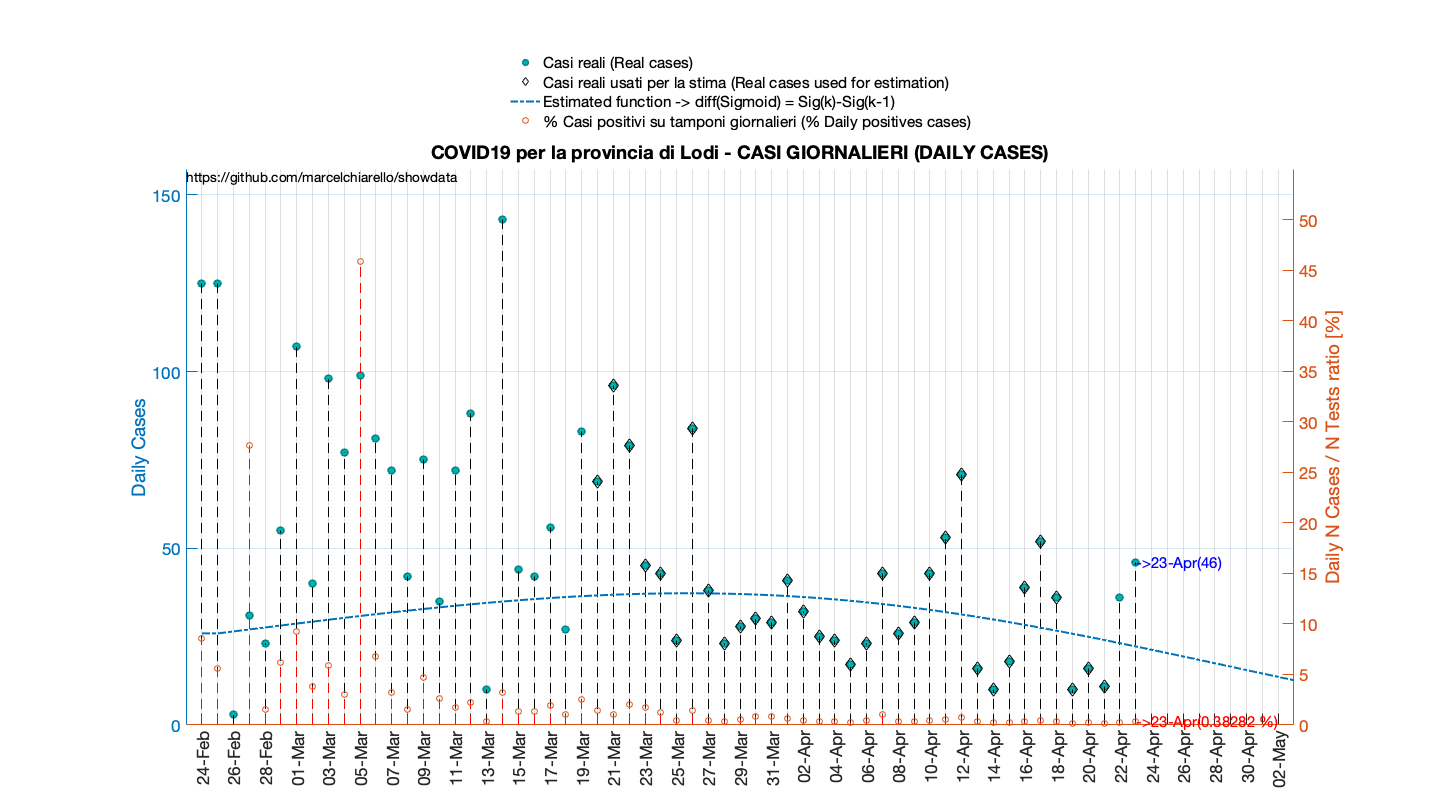 Casi reali (Real cases)
Casi reali usati per la stima (Real cases used for estimation)
Estimated function -> diff(Sigmoid) = Sig(k)-Sig(k-1)
% Casi positivi su tamponi giornalieri (% Daily positives cases)
COVID19 per la provincia di Lodi - CASI GIORNALIERI (DAILY CASES)
https://github.com/marcelchiarello/showdata
Daily Cases
150
100
50
0
50
45
40
35
30
25
20
15
10
5
0
Daily N Cases / N Tests ratio [%]
->23-Apr(46)
->23-Apr(0.38282 %)
24-Feb
26-Feb
28-Feb
01-Mar
03-Mar
05-Mar
07-Mar
09-Mar
11-Mar
13-Mar
15-Mar
17-Mar
19-Mar
21-Mar
23-Mar
25-Mar
27-Mar
29-Mar
31-Mar
02-Apr
04-Apr
06-Apr
08-Apr
10-Apr
12-Apr
14-Apr
16-Apr
18-Apr
20-Apr
22-Apr
24-Apr
26-Apr
28-Apr
30-Apr
02-May